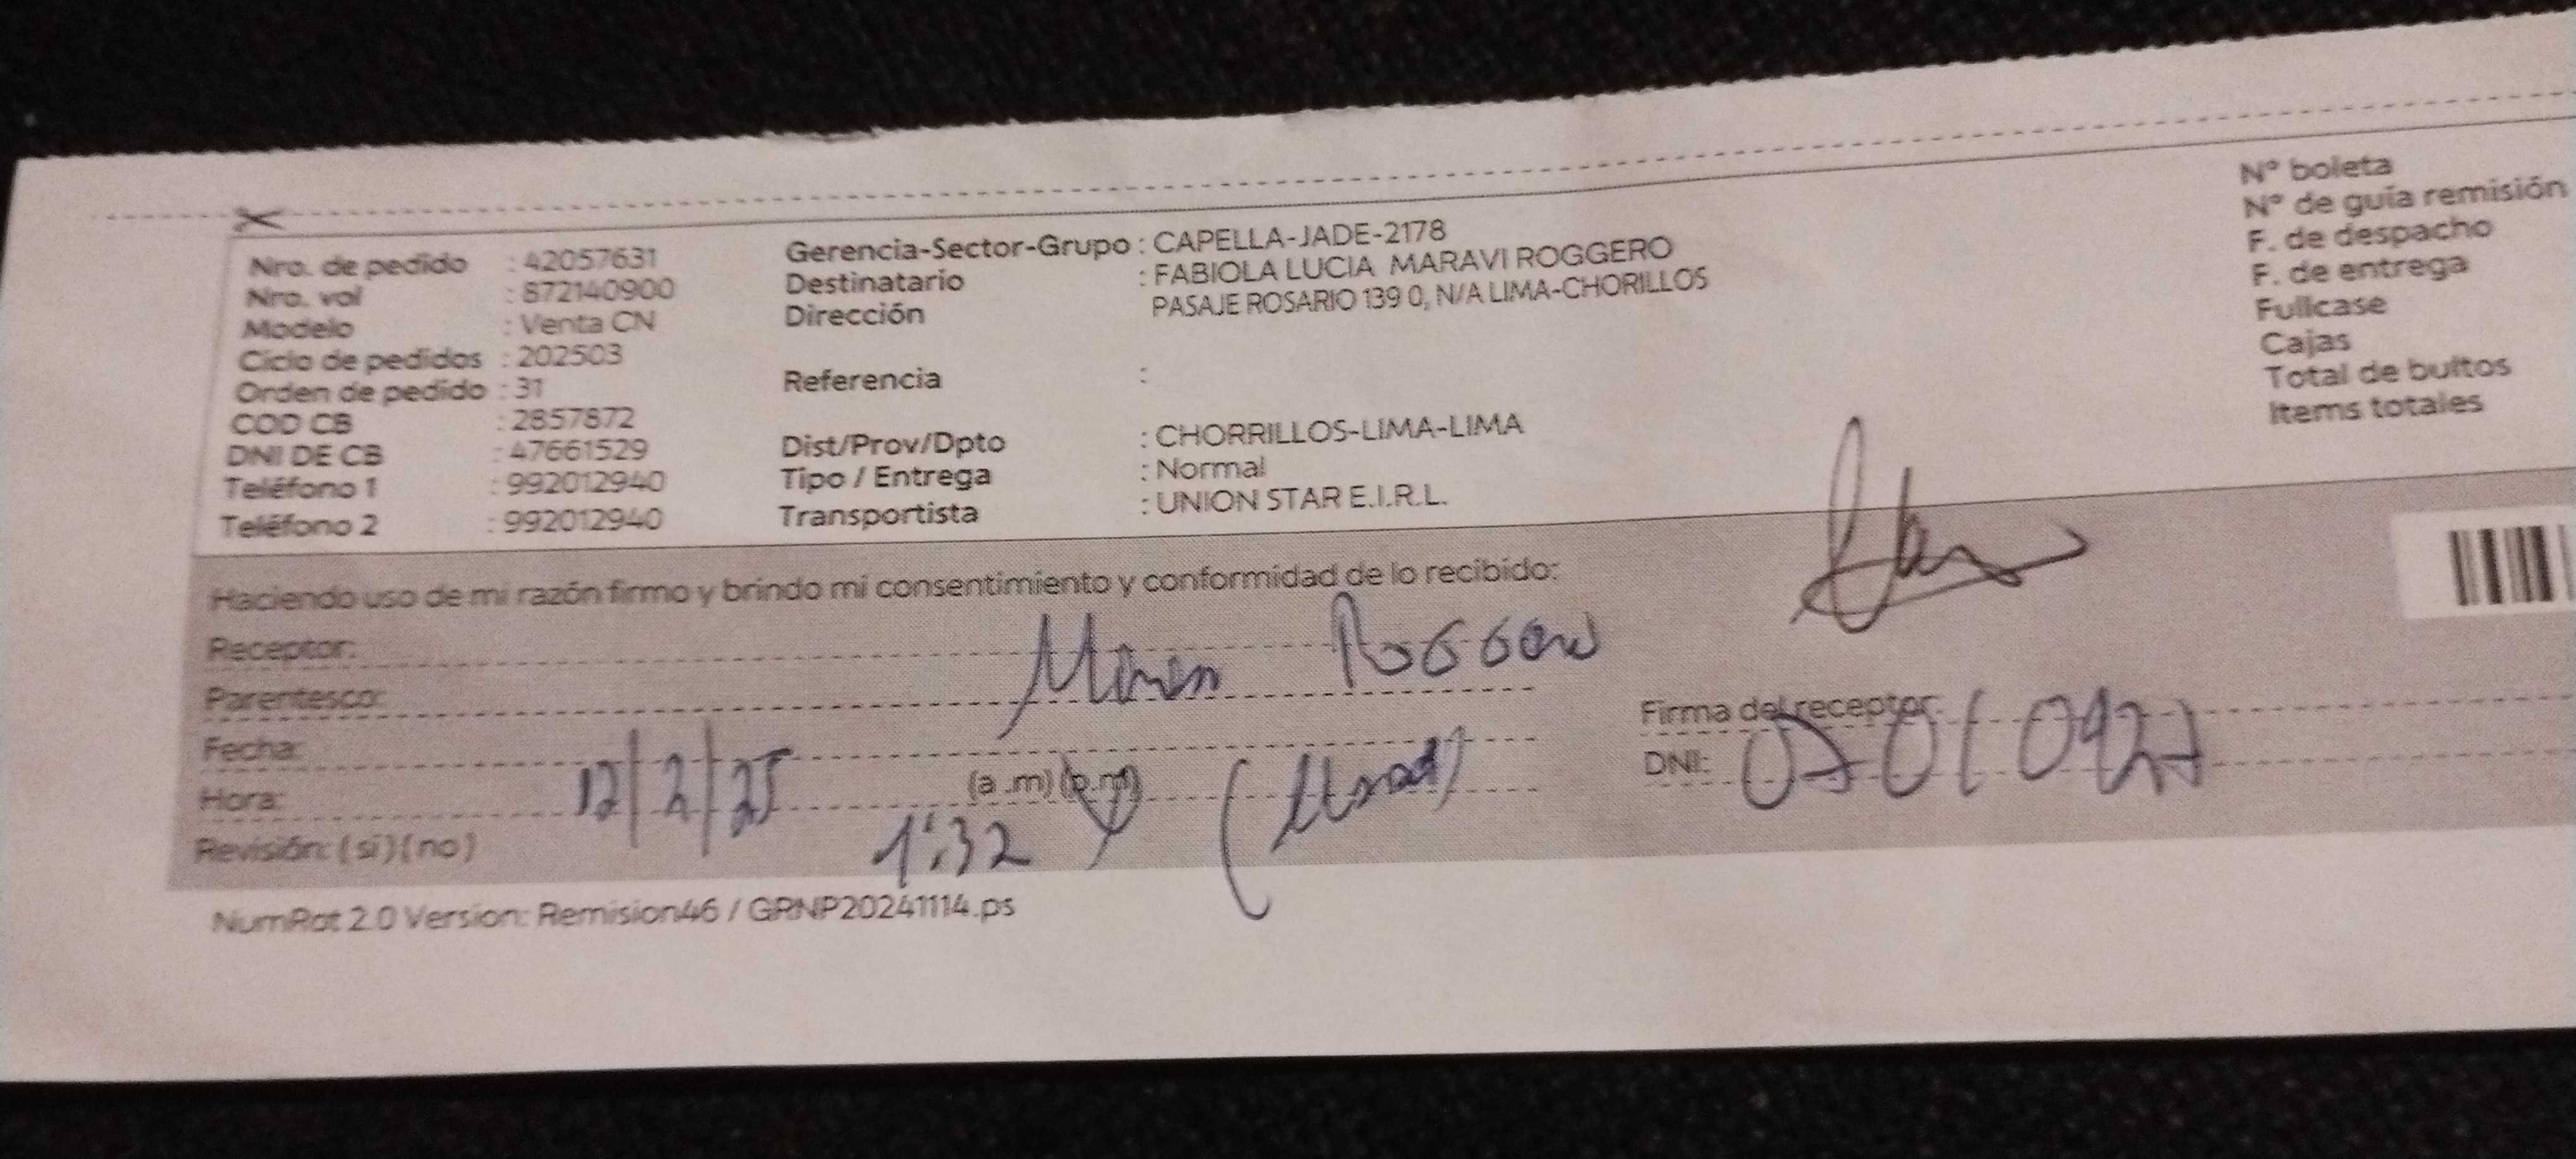 Nro. de pedido : 42057631
Nro. vol : 872140900
Modelo : Venta CN
Ciclo de pedidos : 202503
Orden de pedido : 31
COD CB : 2857872
DNI DE CB : 47661529
Teléfono 1 : 992012940
Teléfono 2 : 992012940
Gerencia-Sector-Grupo : CAPELLA-JADE-2178
Destinatario : FABIOLA LUCIA MARAVI ROGGERO
Dirección PASAJE ROSARIO 139 0, N/A LIMA-CHORILLOS
Referencia :
Dist/Prov/Dpto : CHORRILLOS-LIMA-LIMA
Tipo / Entrega : Normal
Transportista : UNION STAR E.I.R.L.
N° boleta
N° de guía remisión
F. de despacho
F. de entrega
Fullcase
Cajas
Total de bultos
Items totales
Haciendo uso de mi razón firmo y brindo mi consentimiento y conformidad de lo recibido:
Receptor:
Parentesco:
Fecha: 12/2/25
Hora: 1:32 (a .m) (p.m)
Revisión: (si) (no)
Firma del receptor:
DNI:
NumRot 2.0 Version: Remision46 / GRNP20241114.ps